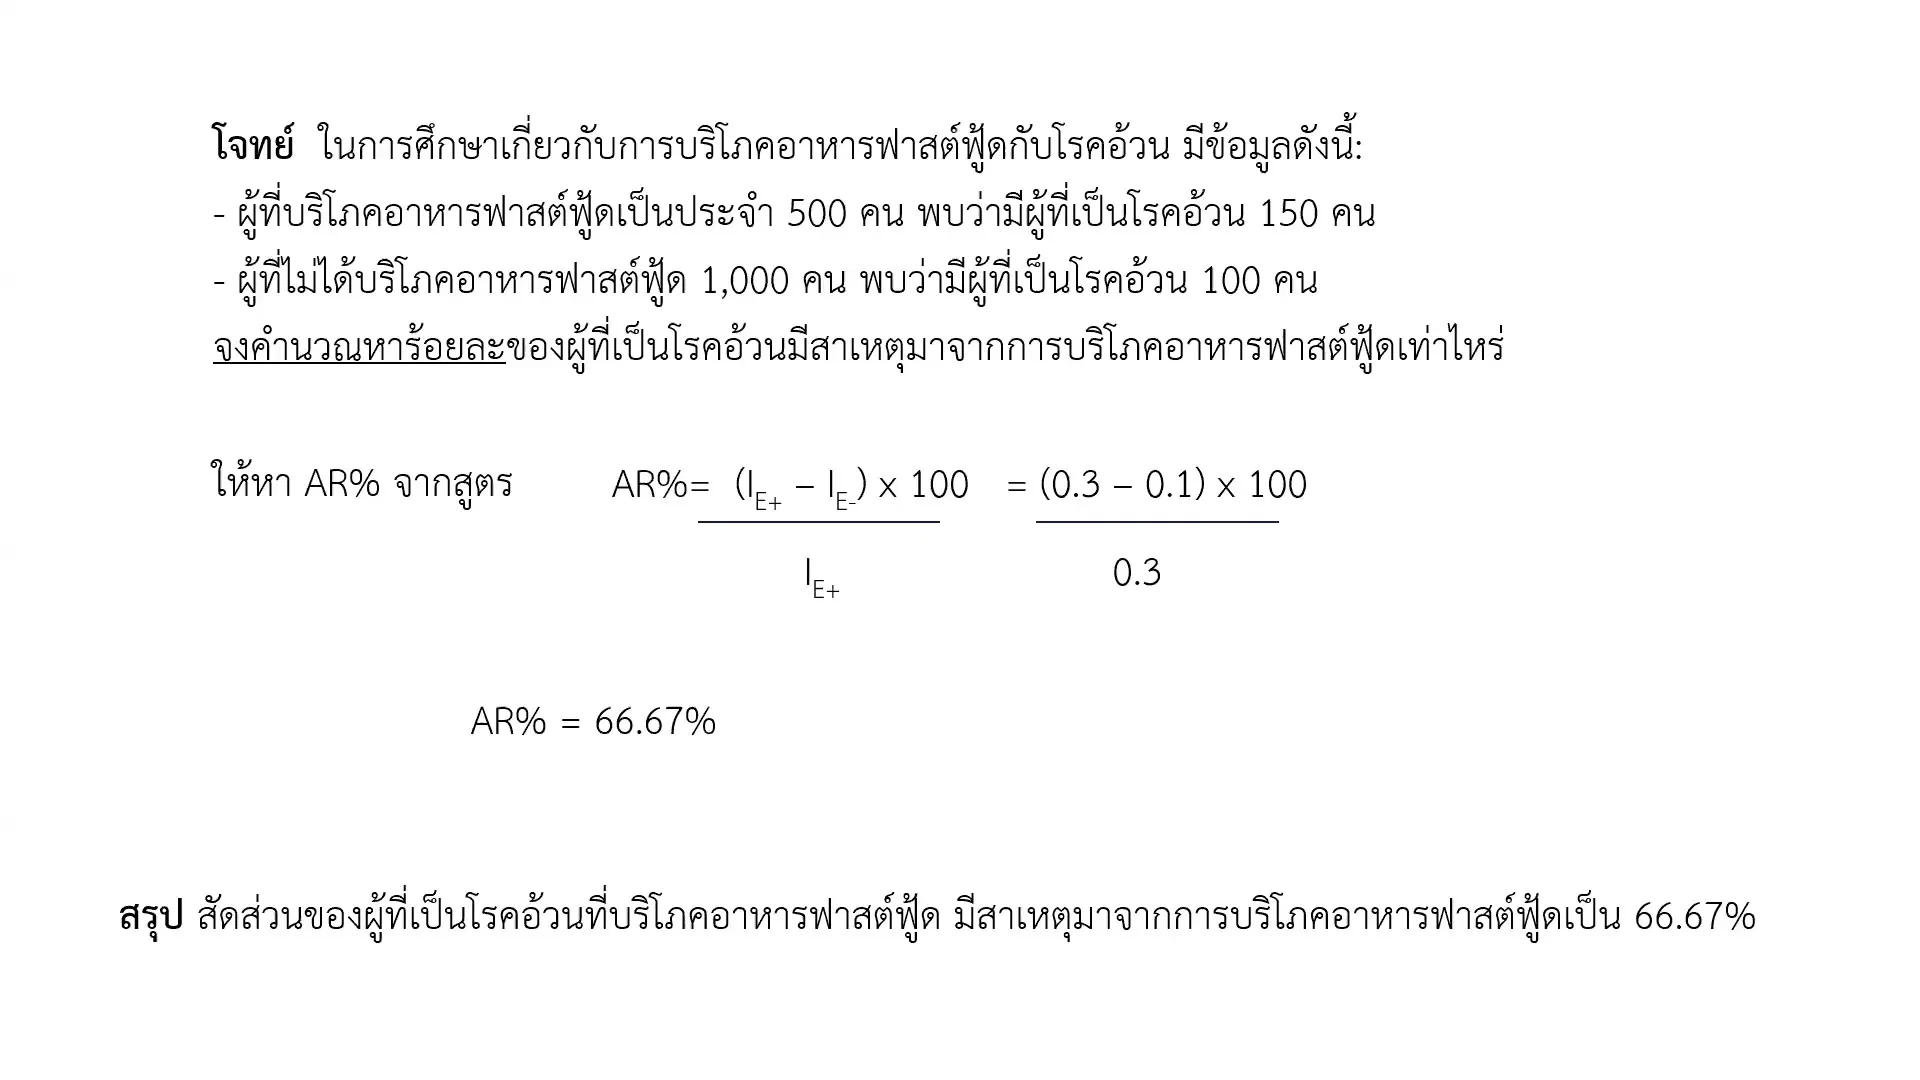 โจทย์ ในการศึกษาเกี่ยวกับการบริโภคอาหารฟาสต์ฟู้ดกับโรคอ้วน มีข้อมูลดังนี้:
- ผู้ที่บริโภคอาหารฟาสต์ฟู้ดเป็นประจำ 500 คน พบว่ามีผู้ที่เป็นโรคอ้วน 150 คน
- ผู้ที่ไม่ได้บริโภคอาหารฟาสต์ฟู้ด 1,000 คน พบว่ามีผู้ที่เป็นโรคอ้วน 100 คน
จงคำนวณหาร้อยละของผู้ที่เป็นโรคอ้วนมีสาเหตุมาจากการบริโภคอาหารฟาสต์ฟู้ดเท่าไหร่
ให้หา AR% จากสูตร AR%= (IE+ – IE-) x 100 = (0.3 – 0.1) x 100
IE+ 0.3
AR% = 66.67%
สรุป สัดส่วนของผู้ที่เป็นโรคอ้วนที่บริโภคอาหารฟาสต์ฟู้ด มีสาเหตุมาจากการบริโภคอาหารฟาสต์ฟู้ดเป็น 66.67%